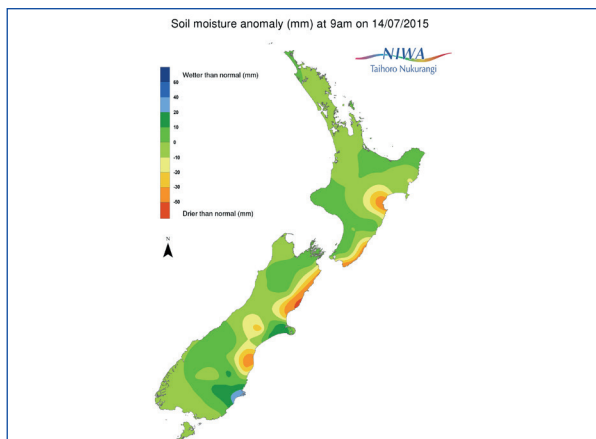 Soil moisture anomaly (mm) at 9am on 14/07/2015
NIWA
Taihoro Nukurangi
Wetter than normal (mm)
60
40
20
10
0
-10
-20
-30
-50
Drier than normal (mm)
N